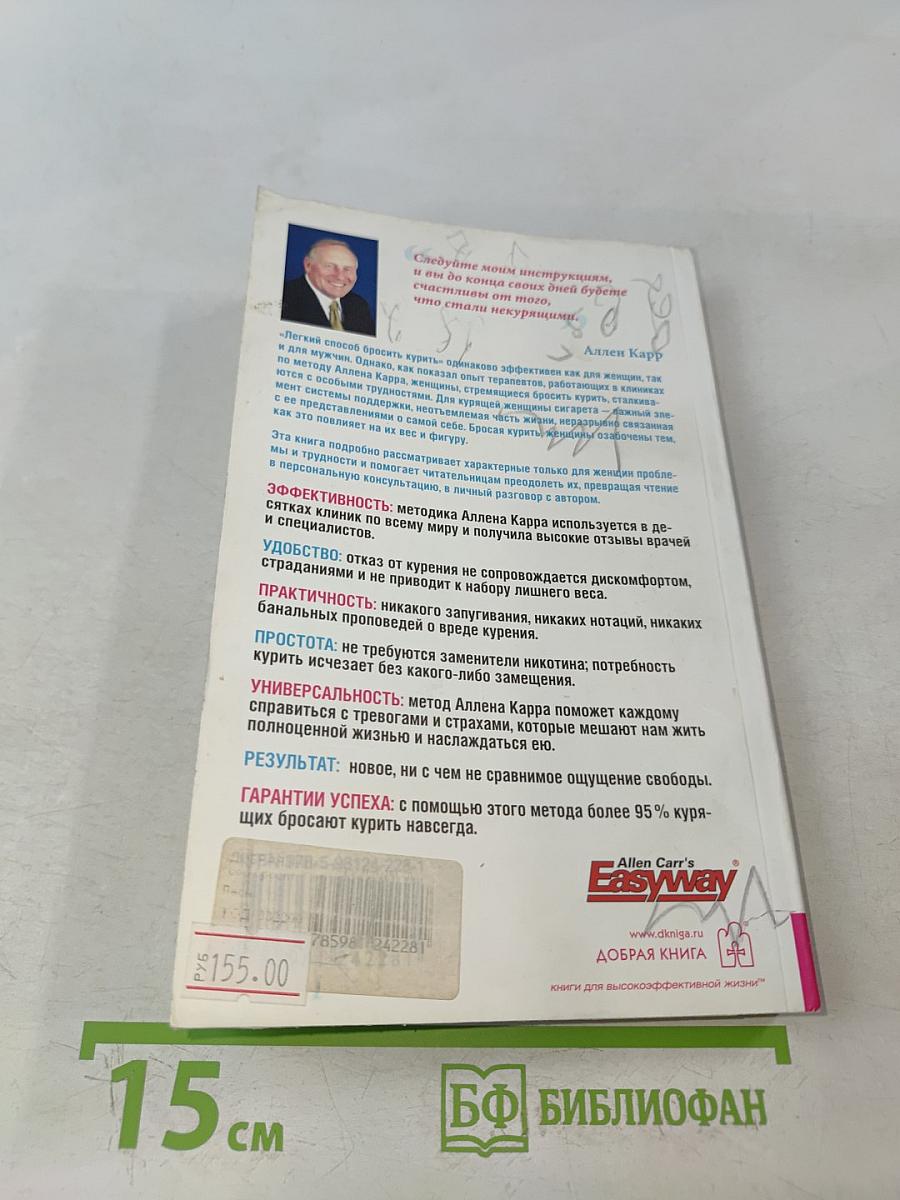 Следуйте моим инструкциям,
и вы до конца своих дней будете
счастливы от того,
что стали некурящими.
Аллен Карр
«Легкий способ бросить курить» одинаково эффективен как для женщин, так
и для мужчин. Однако, как показал опыт терапевтов, работающих в клиниках
по методу Аллена Карра, женщины, стремящиеся бросить курить, сталкива-
ются с особыми трудностями. Для курящей женщины сигарета — важный эле-
мент системы поддержки, неотъемлемая часть жизни, неразрывно связанная
с ее представлениями о самой себе. Бросая курить, женщины озабочены тем,
как это повлияет на их вес и фигуру.
Эта книга подробно рассматривает характерные только для женщин пробле-
мы и трудности и помогает читательницам преодолеть их, превращая чтение
в персональную консультацию, в личный разговор с автором.
ЭФФЕКТИВНОСТЬ: методика Аллена Карра используется в де-
сятках клиник по всему миру и получила высокие отзывы врачей
и специалистов.
УДОБСТВО: отказ от курения не сопровождается дискомфортом,
страданиями и не приводит к набору лишнего веса.
ПРАКТИЧНОСТЬ: никакого запугивания, никаких нотаций, никаких
банальных проповедей о вреде курения.
ПРОСТОТА: не требуются заменители никотина; потребность
курить исчезает без какого-либо замещения.
УНИВЕРСАЛЬНОСТЬ: метод Аллена Карра поможет каждому
справиться с тревогами и страхами, которые мешают нам жить
полноценной жизнью и наслаждаться ею.
РЕЗУЛЬТАТ: новое, ни с чем не сравнимое ощущение свободы.
ГАРАНТИИ УСПЕХА: с помощью этого метода более 95 % куря-
щих бросают курить навсегда.
978-5-98124-228-1
785981 242281
РУБ 155.00
Allen Carr's
Easyway®
www.dkniga.ru
ДОБРАЯ КНИГА
книги для высокоэффективной жизни™
15 см
БФ БИБЛИОФАН